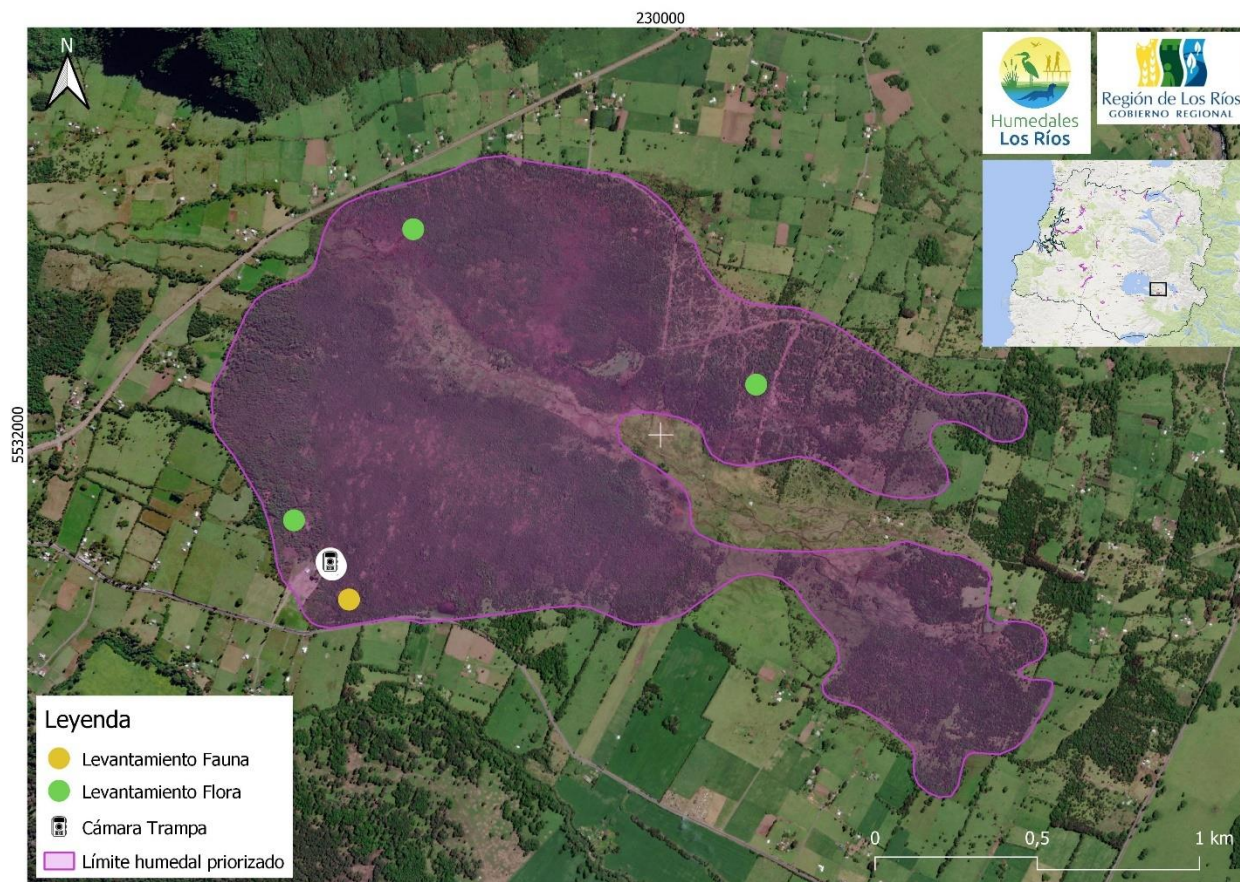 230000
N
Humedales
Los Ríos
Región de Los Ríos
GOBIERNO REGIONAL
5532000
Leyenda
Levantamiento Fauna
Levantamiento Flora
Cámara Trampa
Límite humedal priorizado
0
0,5
1 km